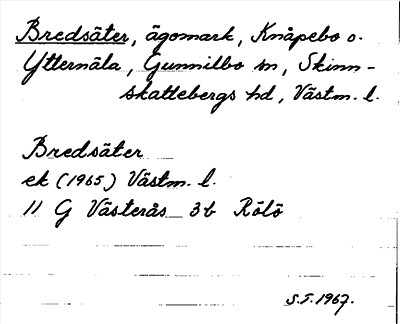 Bredsäter, ägomark, Knåpebo o.
Ytternäla, Gunnilbo sn, Skinn-
skattebergs hd, Västm. l.
Bredsäter
ek (1965) Västm. l.
11 G Västerås 3b Rölö
S.T. 1967.